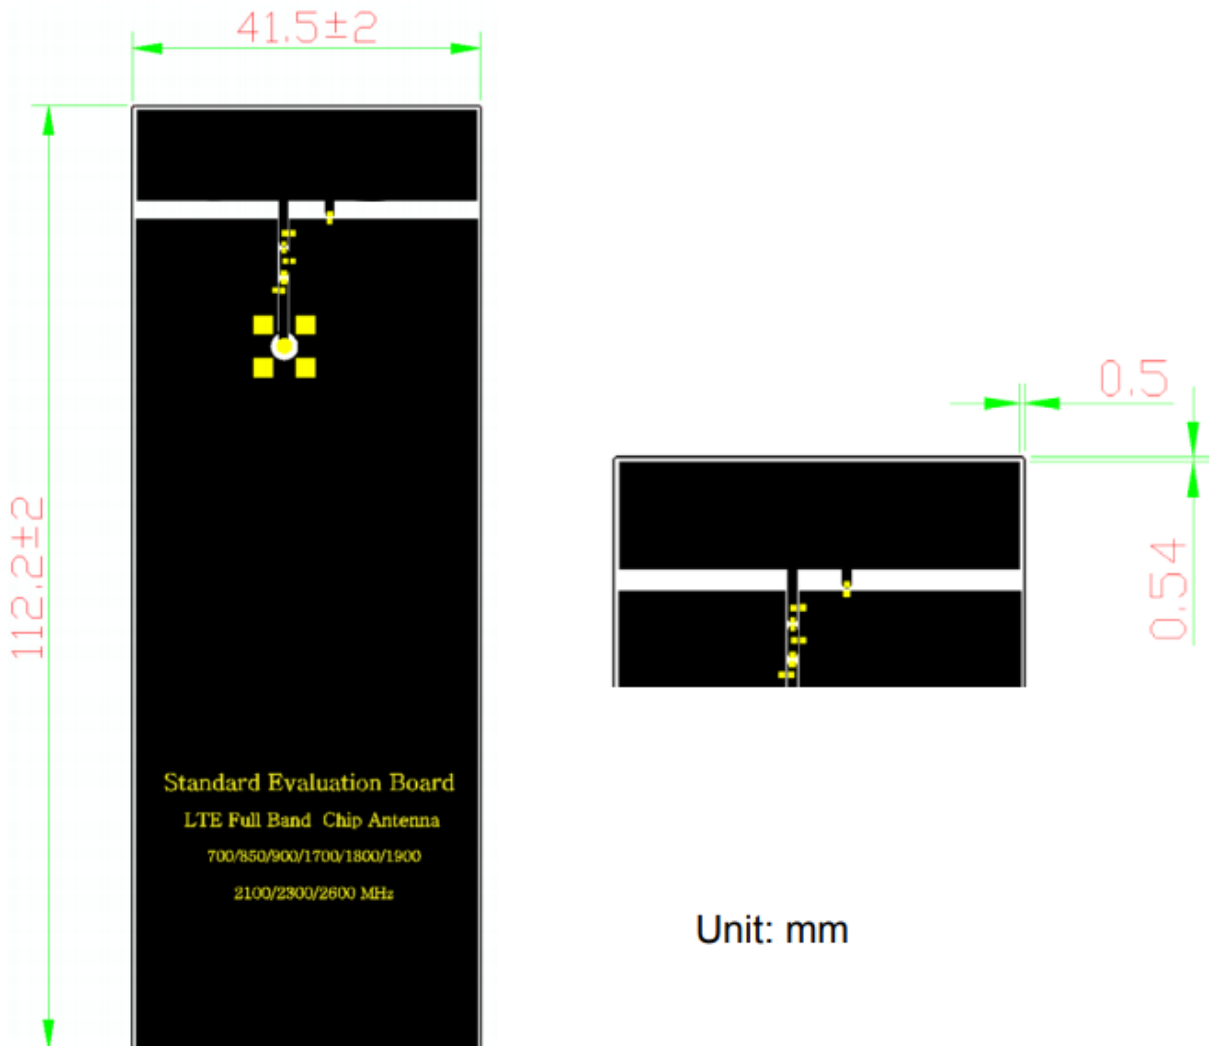 41.5±2
112.2±2
0.5
0.54
Standard Evaluation Board
LTE Full Band Chip Antenna
700/850/900/1700/1800/1900
2100/2300/2600 MHz
Unit: mm